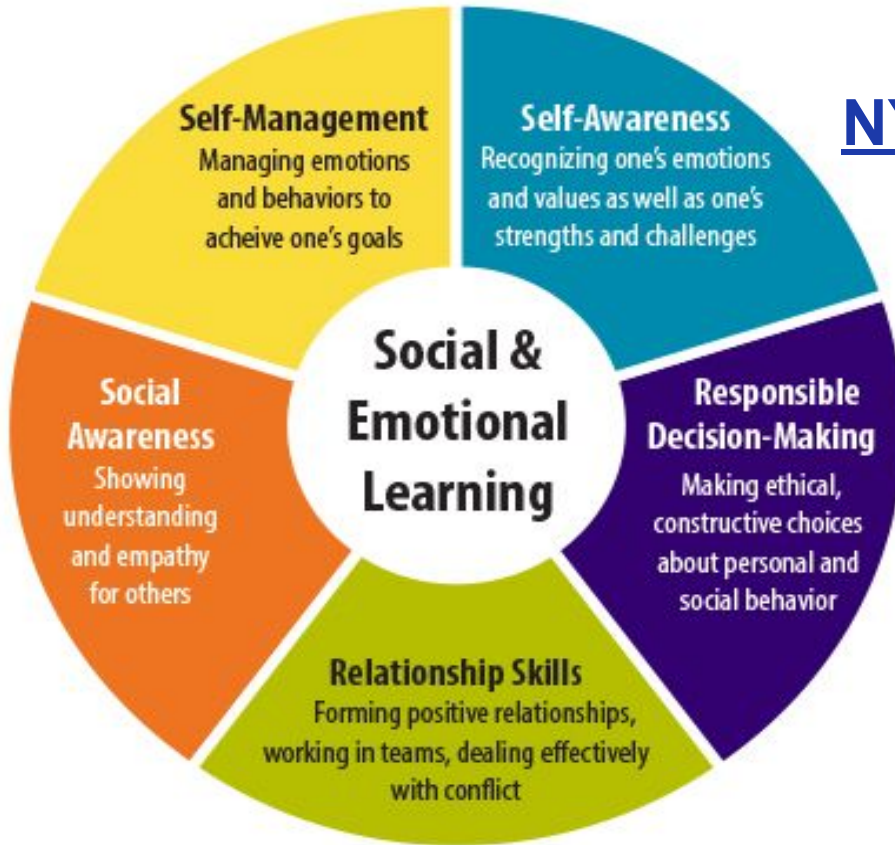 Self-Management
Managing emotions
and behaviors to
acheive one's goals
Self-Awareness
Recognizing one's emotions
and values as well as one's
strengths and challenges
NY
Social &
Emotional
Learning
Social
Awareness
Showing
understanding
and empathy
for others
Responsible
Decision-Making
Making ethical,
constructive choices
about personal and
social behavior
Relationship Skills
Forming positive relationships,
working in teams, dealing effectively
with conflict